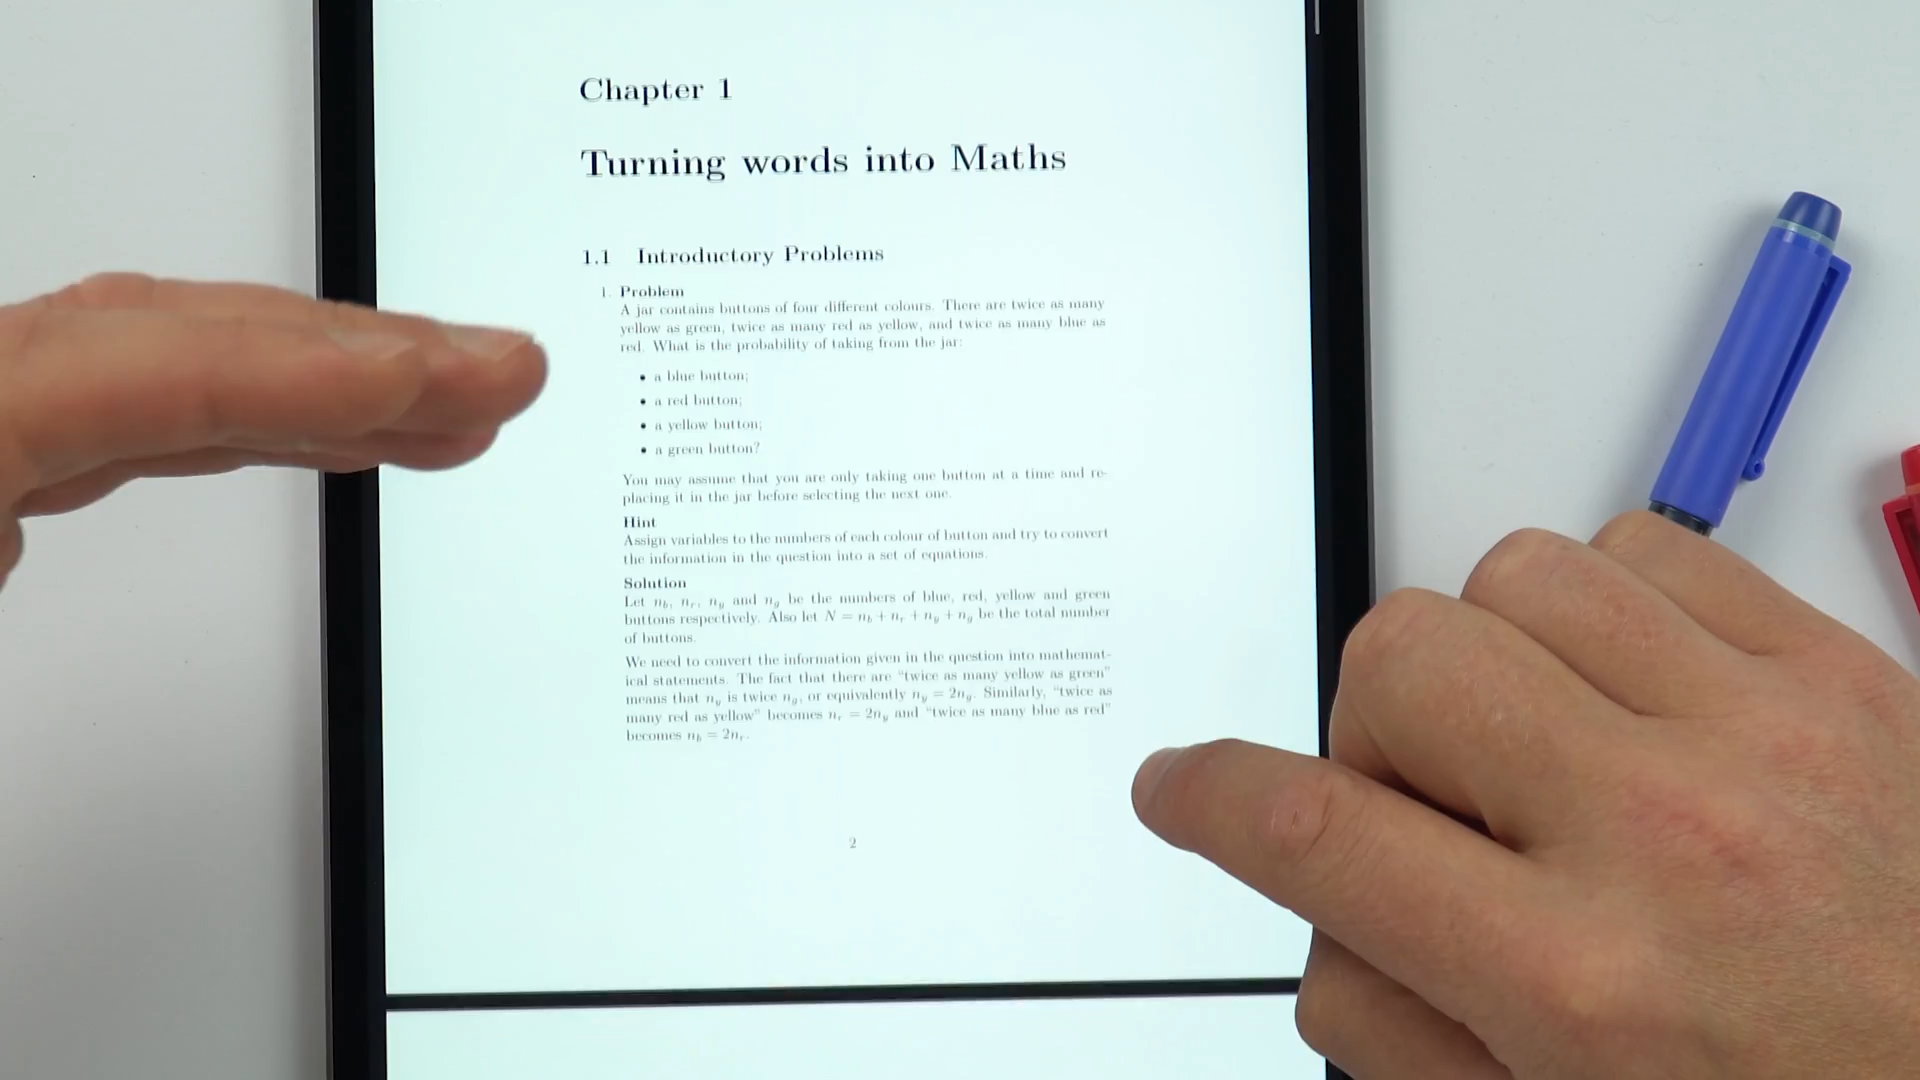 Chapter 1
Turning words into Maths
1.1 Introductory Problems
1. Problem
A jar contains buttons of four different colours. There are twice as many
yellow as green, twice as many red as yellow, and twice as many blue as
red. What is the probability of taking from the jar:
• a blue button;
• a red button;
• a yellow button;
• a green button?
You may assume that you are only taking one button at a time and re-
placing it in the jar before selecting the next one.
Hint
Assign variables to the numbers of each colour of button and try to convert
the information in the question into a set of equations.
Solution
Let n_b, n_r, n_y and n_g be the numbers of blue, red, yellow and green
buttons respectively. Also let N = n_b + n_r + n_y + n_g be the total number
of buttons.
We need to convert the information given in the question into mathemat-
ical statements. The fact that there are “twice as many yellow as green”
means that n_y is twice n_g, or equivalently n_y = 2n_g. Similarly, “twice as
many red as yellow” becomes n_r = 2n_y and “twice as many blue as red”
becomes n_b = 2n_r.
2